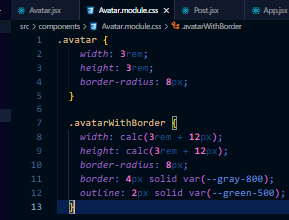 Avatar.jsx
Avatar.module.css
Post.jsx
App.jsx
src > components > Avatar.module.css > .avatarWithBorder
1 .avatar {
2 width: 3rem;
3 height: 3rem;
4 border-radius: 8px;
5 }
6
7 .avatarWithBorder {
8 width: calc(3rem + 12px);
9 height: calc(3rem + 12px);
10 border-radius: 8px;
11 border: 4px solid var(--gray-800);
12 outline: 2px solid var(--green-500);
13 }